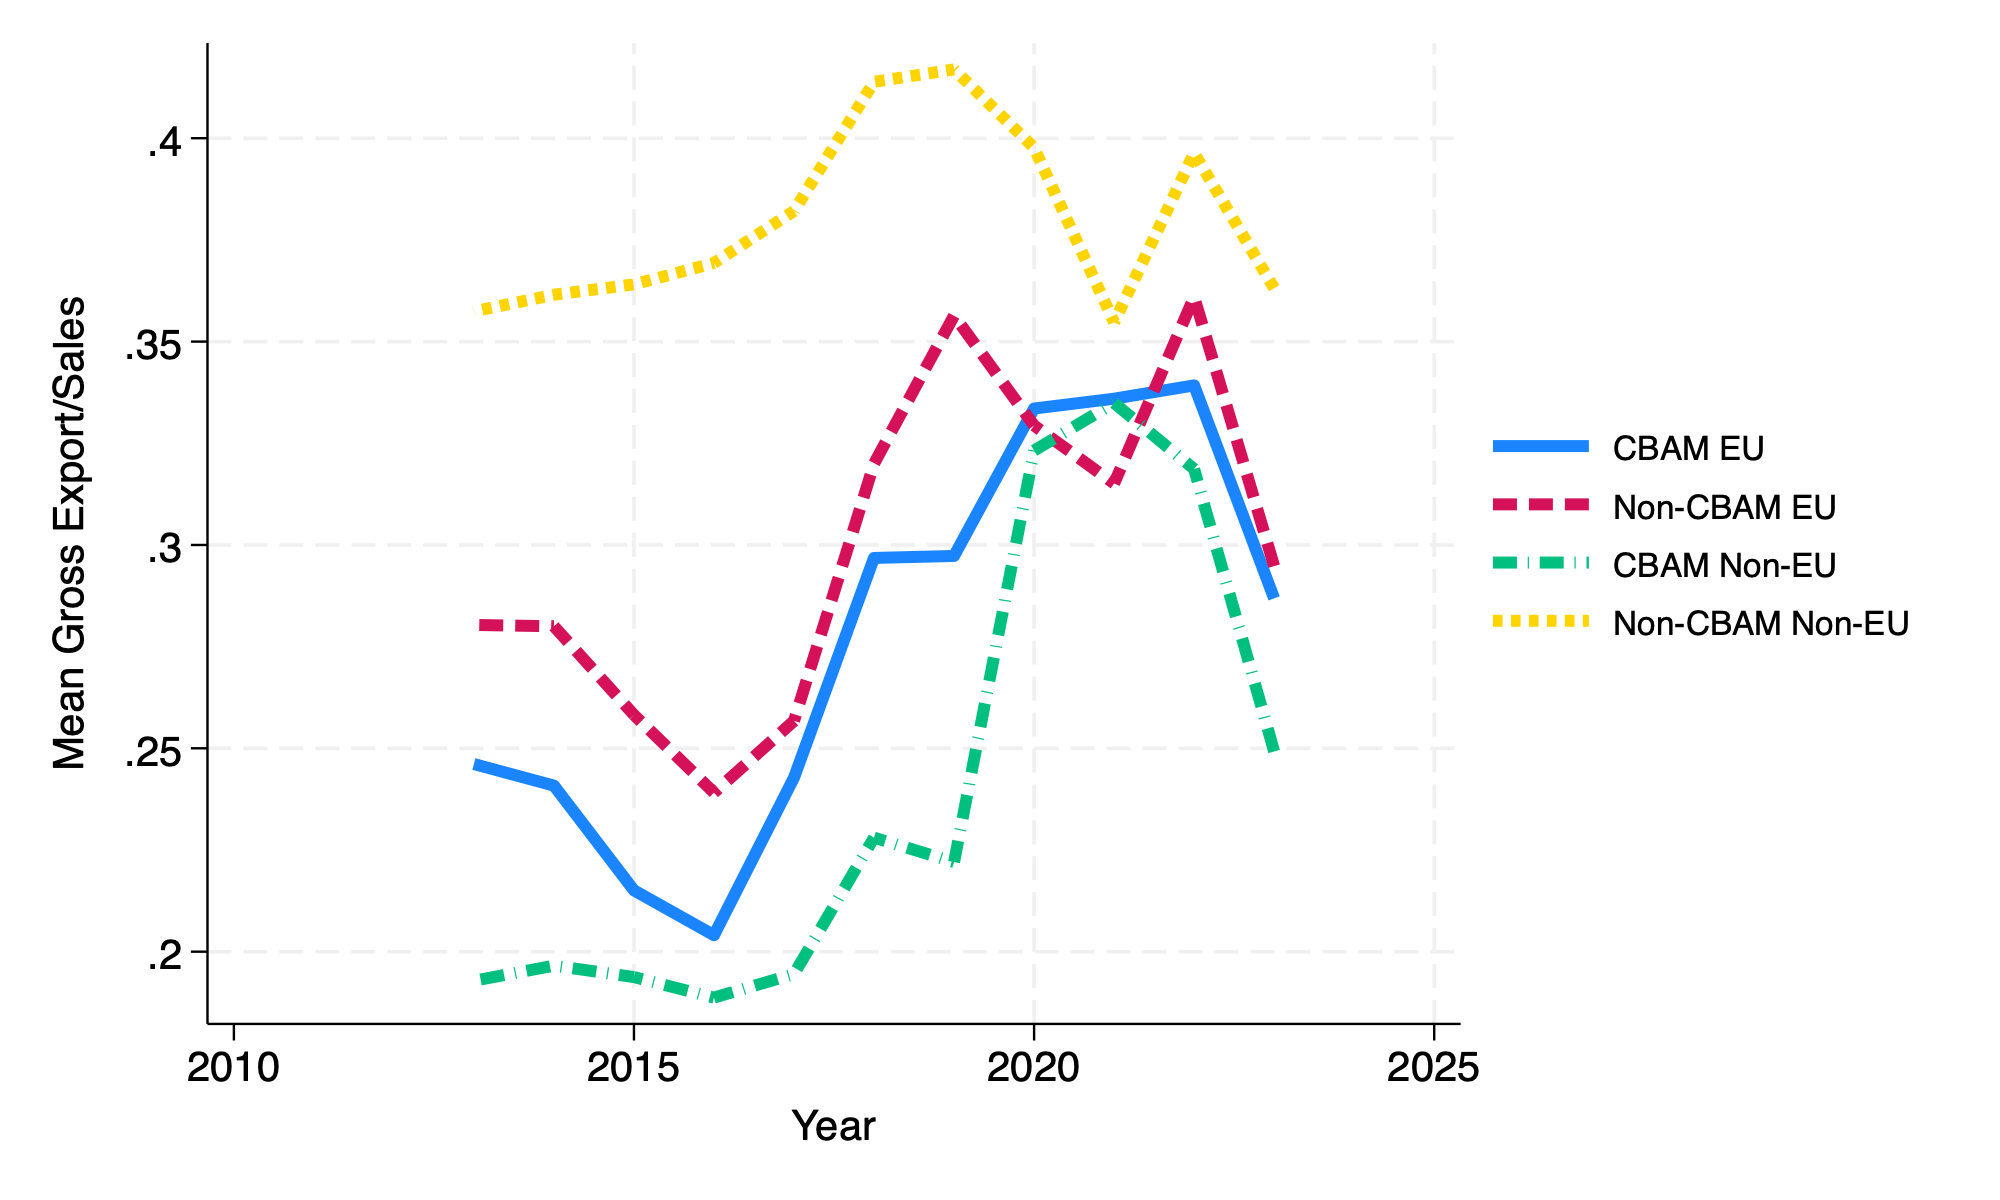 Mean Gross Export/Sales
.4
.35
.3
.25
.2
2010
2015
2020
2025
Year
CBAM EU
Non-CBAM EU
CBAM Non-EU
Non-CBAM Non-EU